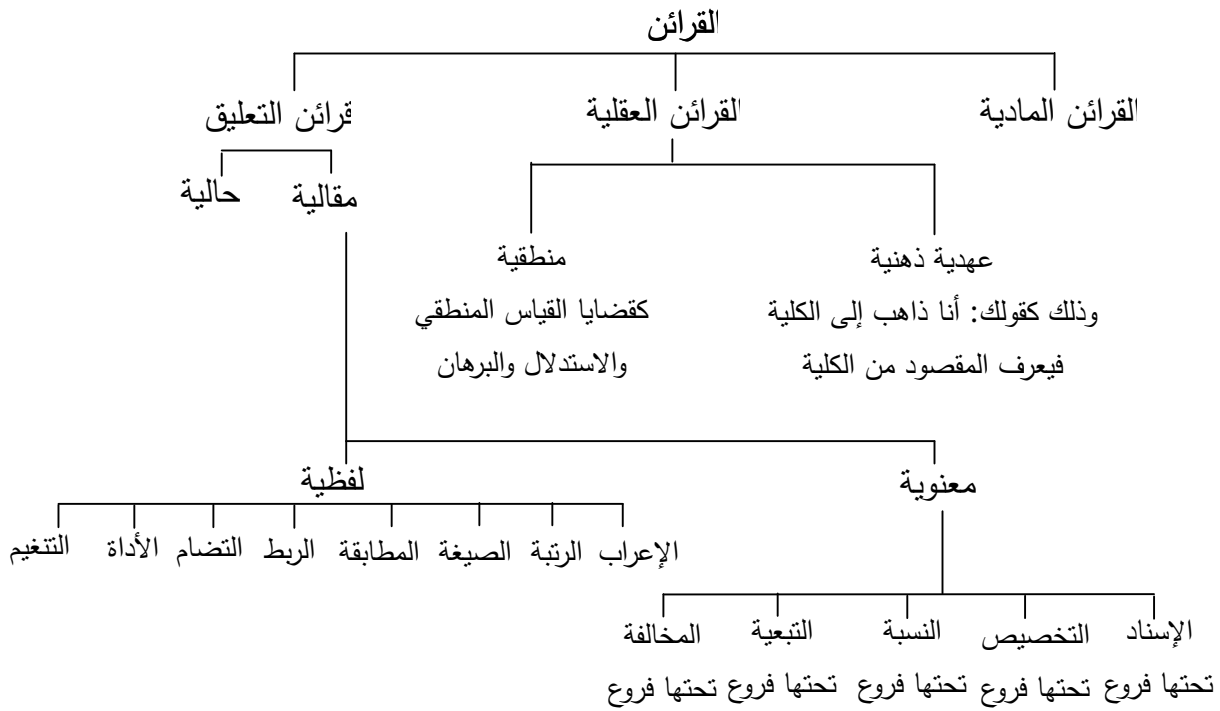 القرائن
القرائن المادية
القرائن العقلية
قرائن التعليق
مقالية
حالية
عهدية ذهنية
وذلك كقولك: أنا ذاهب إلى الكلية
فيعرف المقصود من الكلية
منطقية
كقضايا القياس المنطقي
والاستدلال والبرهان
معنوية
لفظية
الإعراب الرتبة الصيغة المطابقة الربط التضام الأداة التنغيم
الإسناد التخصيص النسبة التبعية المخالفة
تحتها فروع تحتها فروع تحتها فروع تحتها فروع تحتها فروع